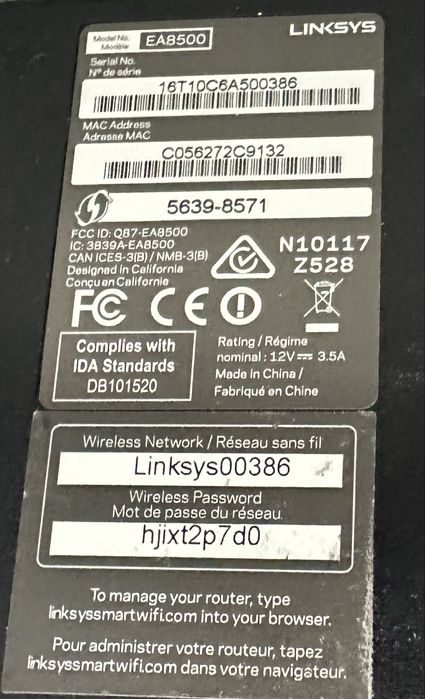 Model No.
Modèle
EA8500
LINKSYS
Serial No.
N° de série
16T10C6A500386
MAC Address
Adresse MAC
C056272C9132
5639-8571
FCC ID: Q87-EA8500
IC: 3839A-EA8500
CAN ICES-3(B) / NMB-3(B)
Designed in California
Conçu en Californie
N10117
Z528
FC CE
Complies with
IDA Standards
DB101520
Rating / Régime
nominal : 12V⎓ 3.5A
Made in China /
Fabriqué en Chine
Wireless Network / Réseau sans fil
Linksys00386
Wireless Password
Mot de passe du réseau
hjixt2p7d0
To manage your router, type
linksyssmartwifi.com into your browser.
Pour administrer votre routeur, tapez
linksyssmartwifi.com dans votre navigateur.